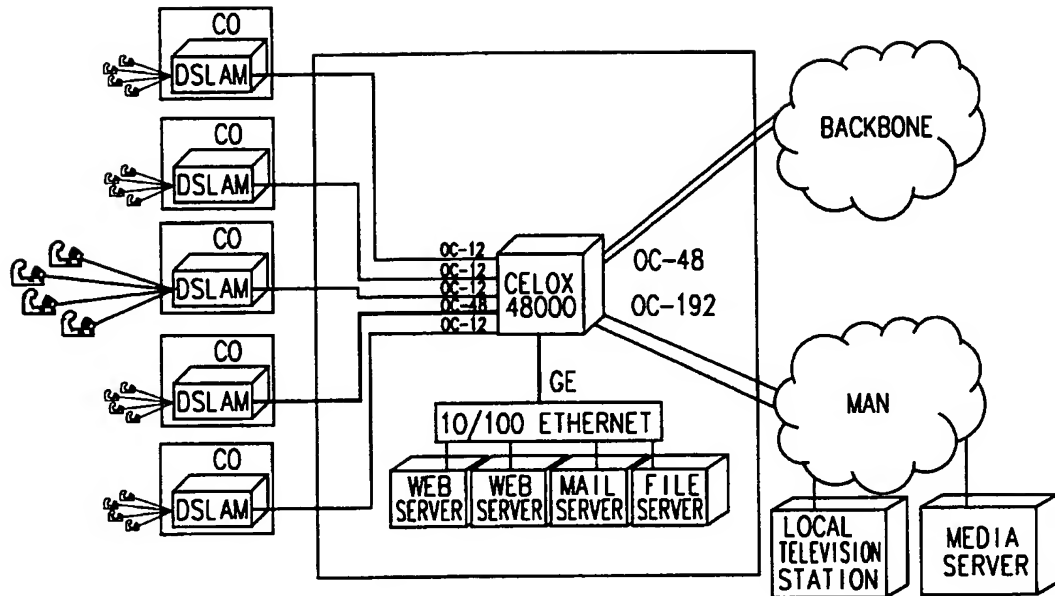 CO
DSLAM
CO
DSLAM
CO
DSLAM
CO
DSLAM
CO
DSLAM
OC-12
OC-12
OC-12
OC-48
OC-12
CELOX
48000
OC-48
OC-192
BACKBONE
MAN
GE
10/100 ETHERNET
WEB
SERVER
WEB
SERVER
MAIL
SERVER
FILE
SERVER
LOCAL
TELEVISION
STATION
MEDIA
SERVER